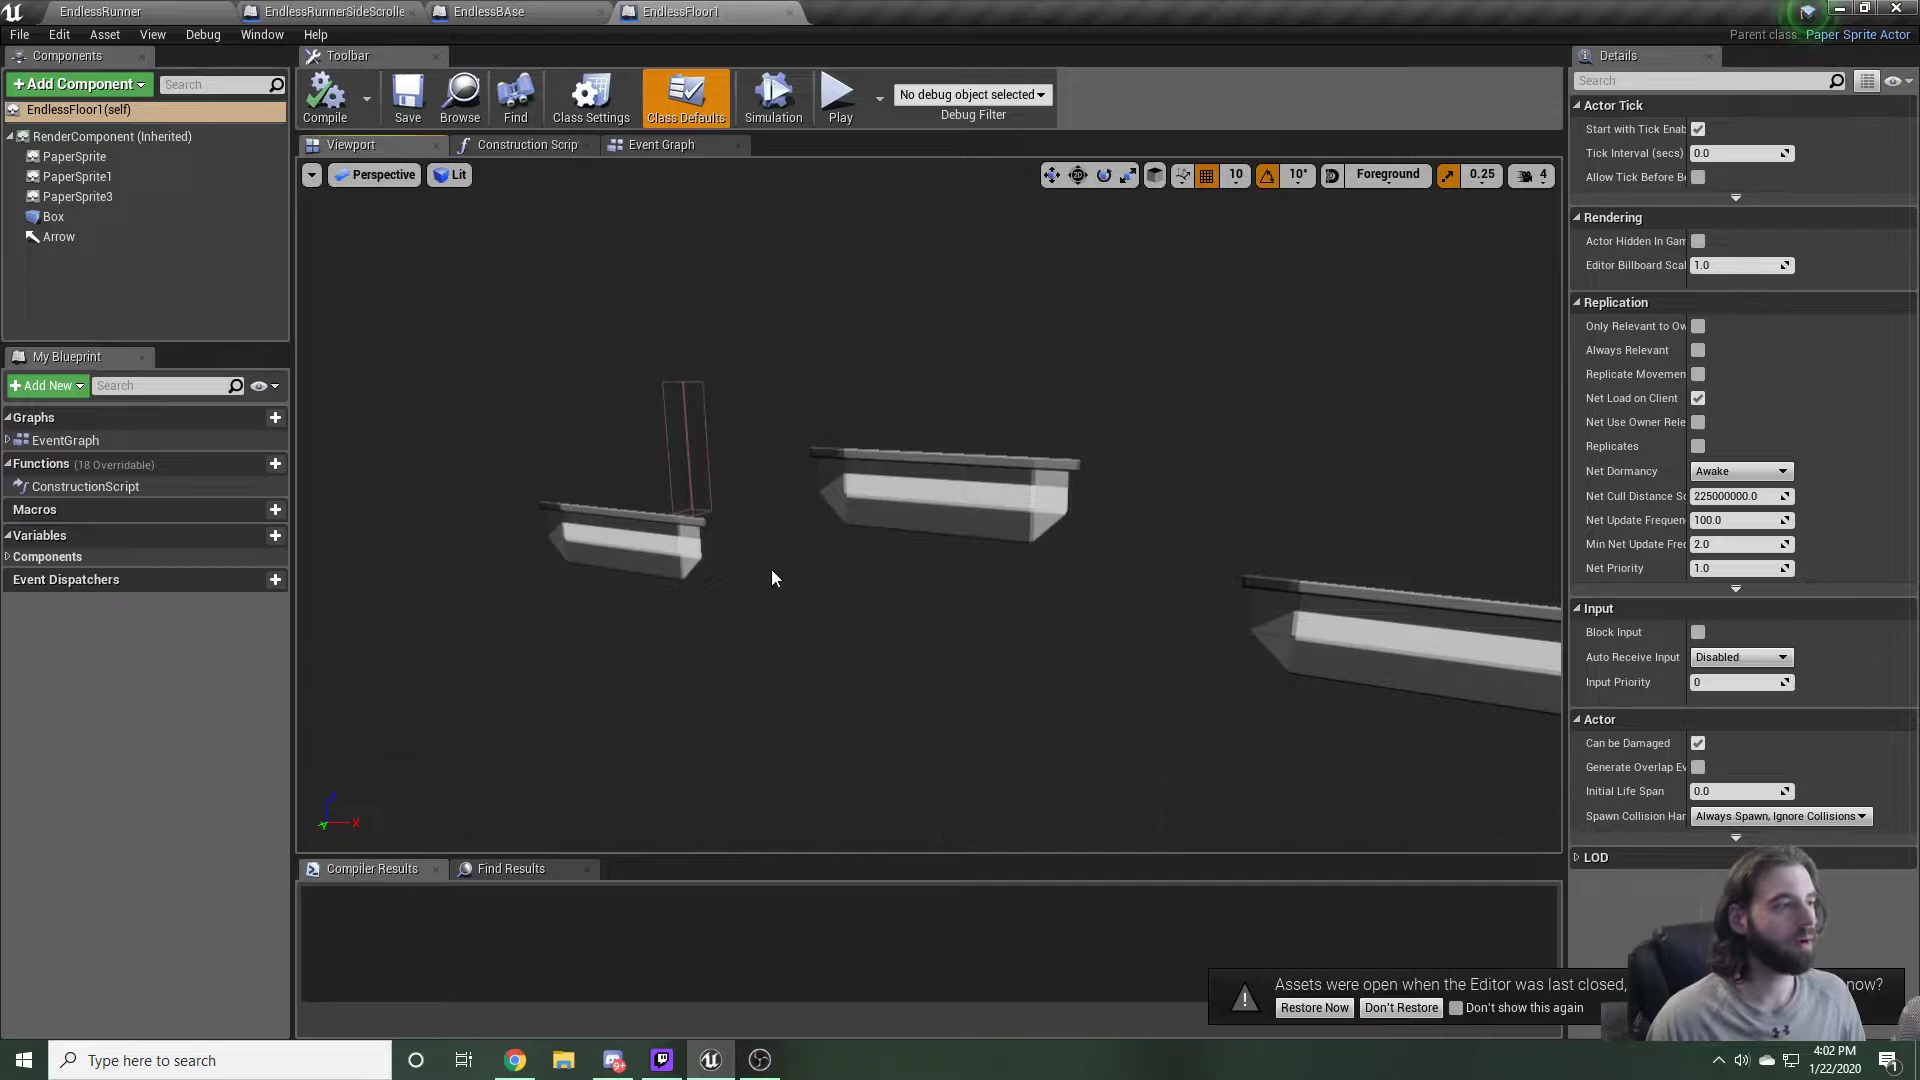 EndlessRunner
EndlessRunnerSideScrolle
EndlessBAse
EndlessFloor1
File
Edit
Asset
View
Debug
Window
Help
Parent class: Paper Sprite Actor
Components
Toolbar
Details
+Add Component
Search
Compile
Save
Browse
Find
Class Settings
Class Defaults
Simulation
Play
No debug object selected
Debug Filter
Search
EndlessFloor1(self)
RenderComponent (Inherited)
PaperSprite
PaperSprite1
PaperSprite3
Box
Arrow
Viewport
Construction Scrip
Event Graph
Perspective
Lit
10
10°
Foreground
0.25
4
My Blueprint
+Add New
Search
Graphs
EventGraph
Functions (18 Overridable)
ConstructionScript
Macros
Variables
Components
Event Dispatchers
X
Compiler Results
Find Results
Actor Tick
Start with Tick Enab
Tick Interval (secs) 0.0
Allow Tick Before B
Rendering
Actor Hidden In Gam
Editor Billboard Scal 1.0
Replication
Only Relevant to Ow
Always Relevant
Replicate Movemen
Net Load on Client
Net Use Owner Rele
Replicates
Net Dormancy Awake
Net Cull Distance Sc 225000000.0
Net Update Frequen 100.0
Min Net Update Fre 2.0
Net Priority 1.0
Input
Block Input
Auto Receive Input Disabled
Input Priority 0
Actor
Can be Damaged
Generate Overlap Ev
Initial Life Span 0.0
Spawn Collision Han Always Spawn, Ignore Collisions
LOD
Assets were open when the Editor was last closed, now?
Restore Now
Don't Restore
Don't show this again
Type here to search
9+
4:02 PM
1/22/2020
1